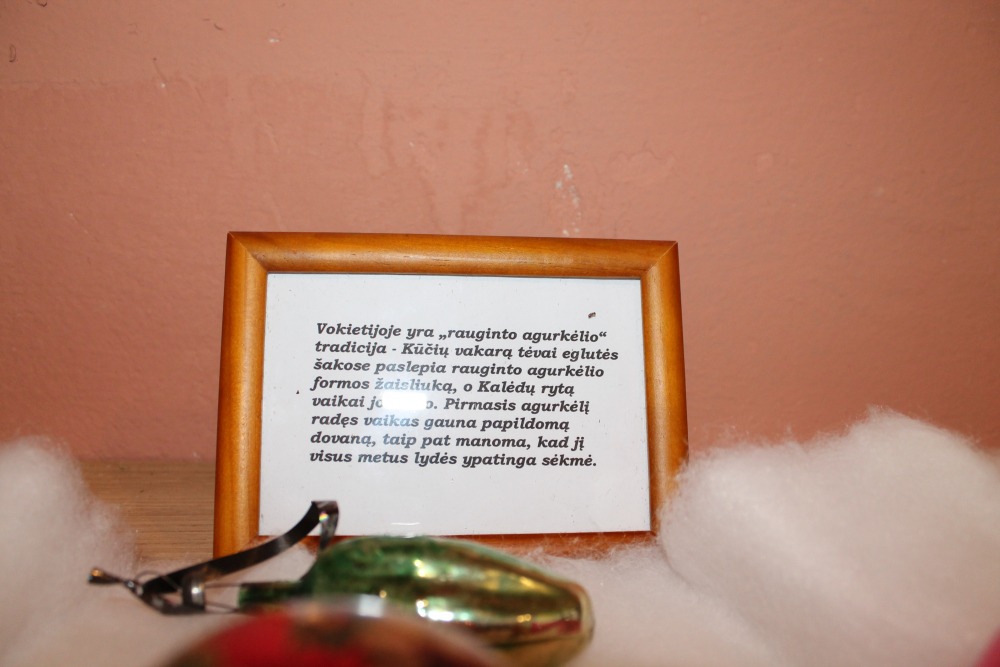 Vokietijoje yra „rauginto agurkėlio“
tradicija - Kūčių vakarą tėvai eglutės
šakose paslepia rauginto agurkėlio
formos žaisliuką, o Kalėdų rytą
vaikai Pirmasis agurkėlį
radęs vaikas gauna papildomą
dovaną, taip pat manoma, kad jį
visus metus lydės ypatinga sėkmė.